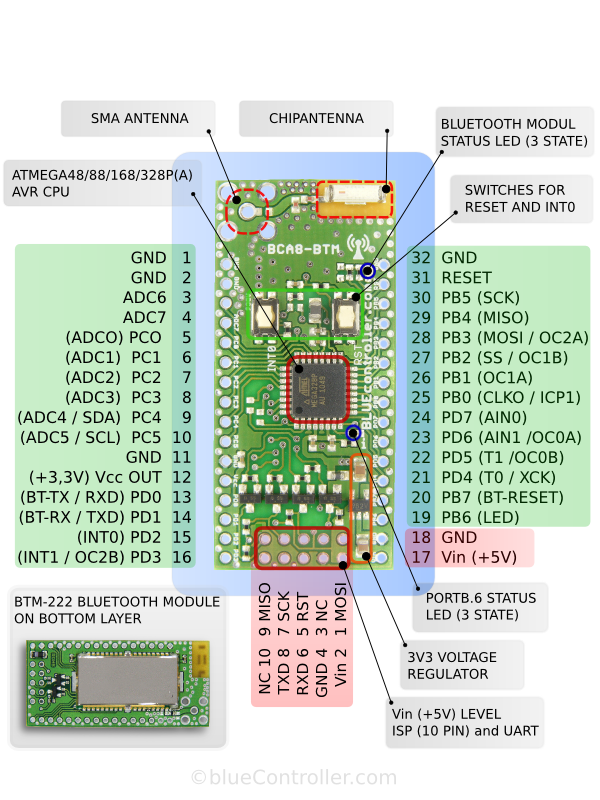 SMA ANTENNA
CHIPANTENNA
BLUETOOTH MODUL
STATUS LED (3 STATE)
ATMEGA48/88/168/328P(A)
AVR CPU
SWITCHES FOR
RESET AND INT0
BCA8-BTM
INT0
RST
GND 1
GND 2
ADC6 3
ADC7 4
(ADCO) PCO 5
(ADC1) PC1 6
(ADC2) PC2 7
(ADC3) PC3 8
(ADC4 / SDA) PC4 9
(ADC5 / SCL) PC5 10
GND 11
(+3,3V) Vcc OUT 12
(BT-TX / RXD) PD0 13
(BT-RX / TXD) PD1 14
(INT0) PD2 15
(INT1 / OC2B) PD3 16
32 GND
31 RESET
30 PB5 (SCK)
29 PB4 (MISO)
28 PB3 (MOSI / OC2A)
27 PB2 (SS / OC1B)
26 PB1 (OC1A)
25 PB0 (CLKO / ICP1)
24 PD7 (AIN0)
23 PD6 (AIN1 /OC0A)
22 PD5 (T1 /OC0B)
21 PD4 (T0 / XCK)
20 PB7 (BT-RESET)
19 PB6 (LED)
18 GND
17 Vin (+5V)
NC 10 9 MISO
TXD 8 7 SCK
RXD 6 5 RST
GND 4 3 NC
Vin 2 1 MOSI
BTM-222 BLUETOOTH MODULE
ON BOTTOM LAYER
PORTB.6 STATUS
LED (3 STATE)
3V3 VOLTAGE
REGULATOR
Vin (+5V) LEVEL
ISP (10 PIN) and UART
©blueController.com